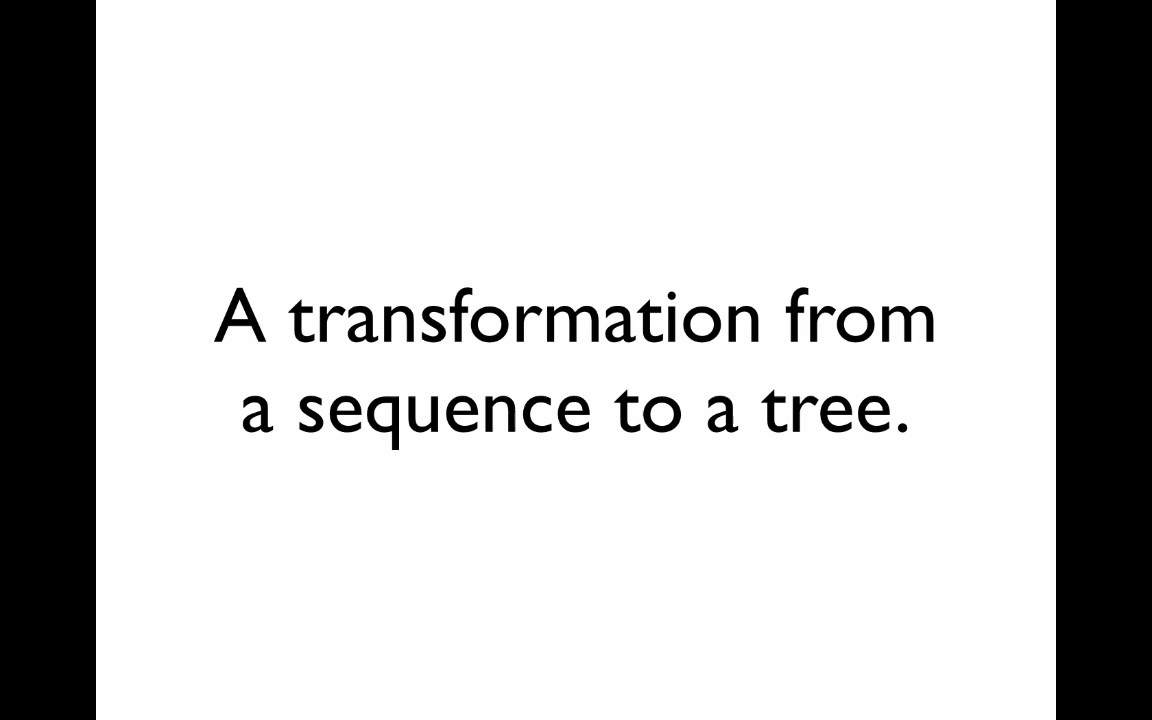 A transformation from
a sequence to a tree.